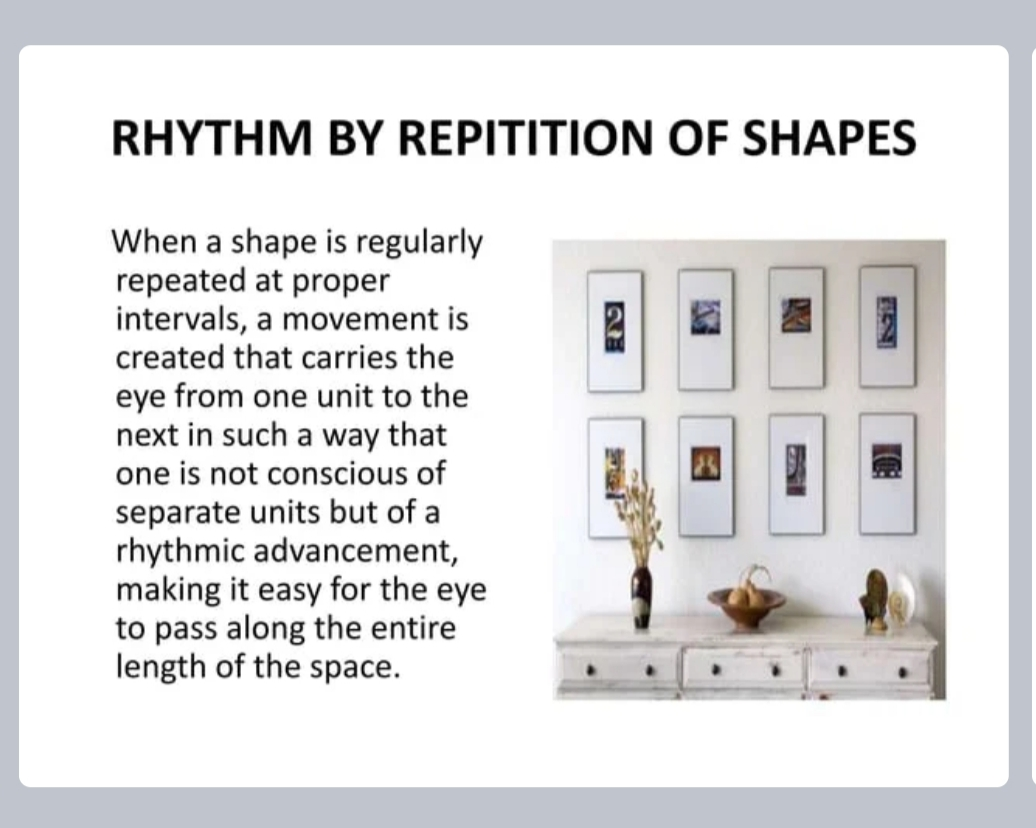 RHYTHM BY REPITITION OF SHAPES
When a shape is regularly
repeated at proper
intervals, a movement is
created that carries the
eye from one unit to the
next in such a way that
one is not conscious of
separate units but of a
rhythmic advancement,
making it easy for the eye
to pass along the entire
length of the space.
2
2